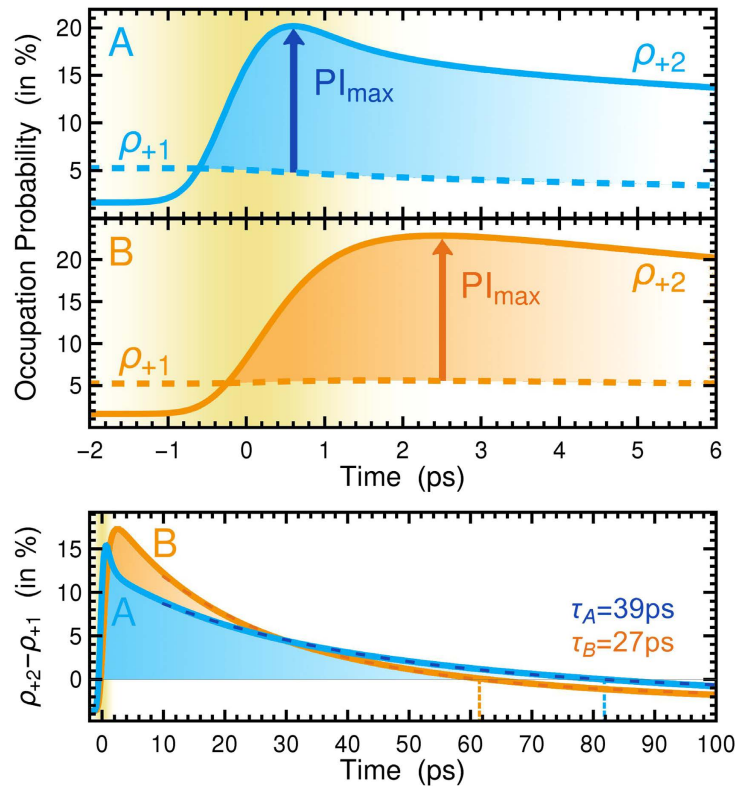 Occupation Probability (in %)
20
15
10
5
A
ρ+1
PImax
ρ+2
20
15
10
5
B
ρ+1
PImax
ρ+2
−2 −1 0 1 2 3 4 5 6
Time (ps)
ρ+2−ρ+1 (in %)
15
10
5
0
B
A
τA=39ps
τB=27ps
0 10 20 30 40 50 60 70 80 90 100
Time (ps)